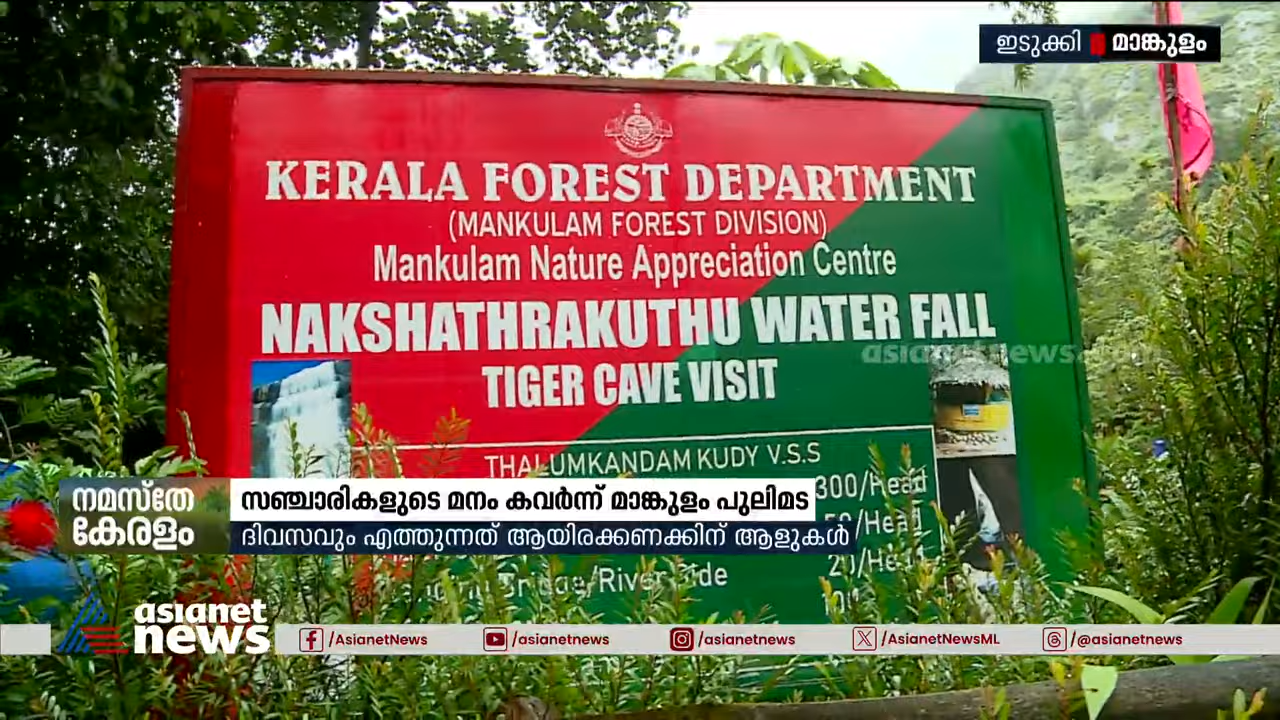 ഇടുക്കി മാങ്കുളം
KERALA FOREST DEPARTMENT
(MANKULAM FOREST DIVISION)
Mankulam Nature Appreciation Centre
NAKSHATHRAKUTHU WATER FALL
asianetnews.com
TIGER CAVE VISIT
THALUMKANDAM KUDY V.S.S
300/Head
/Head
20/Head
Bridge/River Side
നമസ്തേ കേരളം
സഞ്ചാരികളുടെ മനം കവർന്ന് മാങ്കുളം പുലിമട
ദിവസവും എത്തുന്നത് ആയിരക്കണക്കിന് ആളുകൾ
asianet news
/AsianetNews
/asianetnews
/asianetnews
/AsianetNewsML
/@asianetnews